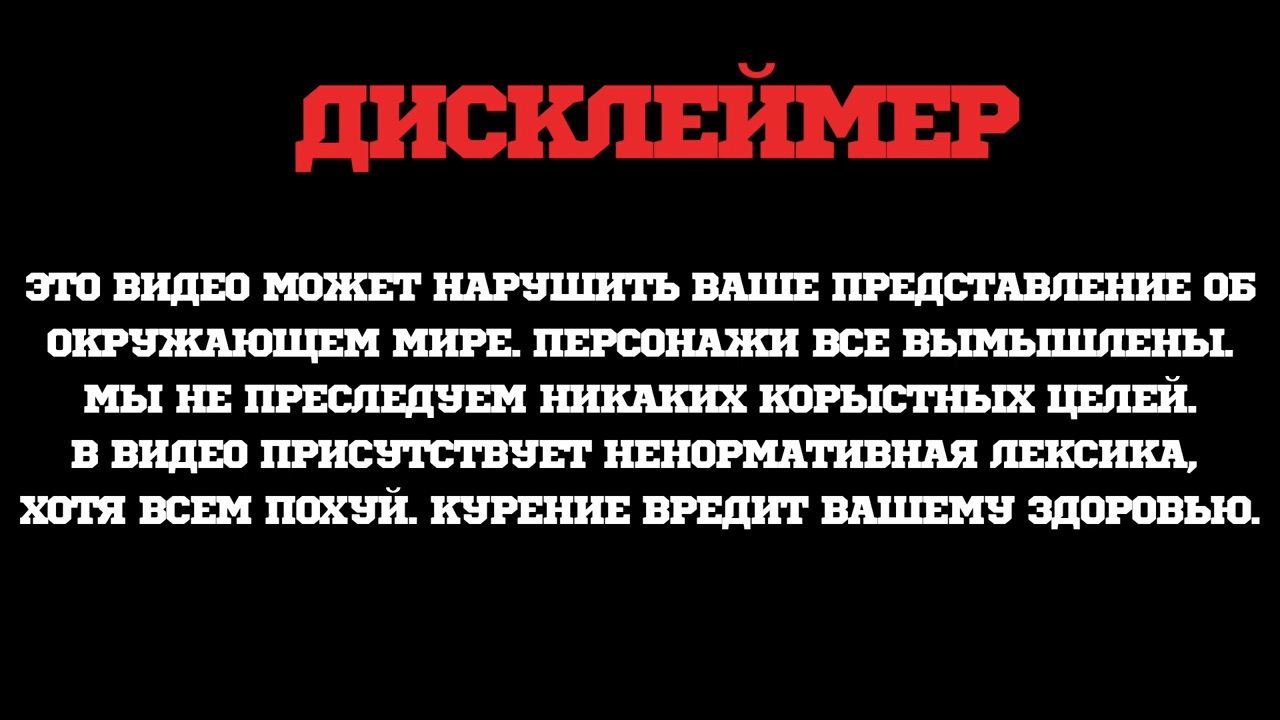 ДИСКЛЕЙМЕР
ЭТО ВИДЕО МОЖЕТ НАРУШИТЬ ВАШЕ ПРЕДСТАВЛЕНИЕ ОБ
ОКРУЖАЮЩЕМ МИРЕ. ПЕРСОНАЖИ ВСЕ ВЫМЫШЛЕНЫ.
МЫ НЕ ПРЕСЛЕДУЕМ НИКАКИХ КОРЫСТНЫХ ЦЕЛЕЙ.
В ВИДЕО ПРИСУТСТВУЕТ НЕНОРМАТИВНАЯ ЛЕКСИКА,
ХОТЯ ВСЕМ ПОХУЙ. КУРЕНИЕ ВРЕДИТ ВАШЕМУ ЗДОРОВЬЮ.